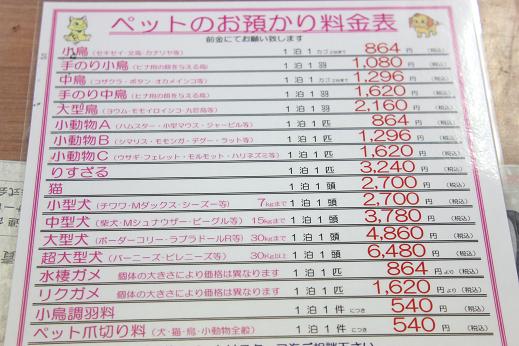 ペットのお預かり料金表
前金にてお願い致します
小鳥(セキセイ・文鳥・カナリヤ等) 1泊1カゴ 864円(税込)
手のり小鳥(ヒナ用の餌を与える鳥) 1泊1羽 1,080円(税込)
中鳥(コザクラ・ボタン・オカメインコ等) 1泊1カゴ 1,296円(税込)
手のり中鳥(ヒナ用の餌を与える鳥) 1泊1羽 1,620円(税込)
大型鳥(ヨウム・モモイロインコ・九官鳥等) 1泊1羽 2,160円(税込)
小動物A(ハムスター・小型マウス・ジャービル等) 1泊1匹 864円(税込)
小動物B(シマリス・モモンガ・デグー・ラット等) 1泊1匹 1,296円(税込)
小動物C(ウサギ・フェレット・モルモット・ハリネズミ等) 1泊1匹 1,620円(税込)
りすざる 1泊1匹 3,240円(税込)
猫 1泊1頭 2,700円(税込)
小型犬(チワワ・Mダックス・シーズー等) 7kgまで 1泊1頭 2,700円(税込)
中型犬(柴犬・Mシュナウザー・ビーグル等) 15kgまで 1泊1頭 3,780円(税込)
大型犬(ボーダーコリー・ラブラドールR等) 30kgまで 1泊1頭 4,860円(税込)
超大型犬(バーニーズ・ピレニーズ等) 30kg以上 1泊1頭 6,480円(税込)
水棲ガメ 個体の大きさにより価格は異なります 1泊1匹 864円より(税込)
リクガメ 個体の大きさにより価格は異なります 1泊1匹 1,620円より(税込)
小鳥調羽料 1泊1件につき 540円(税込)
ペット爪切り料(犬・猫・鳥・小動物全般) 1泊1件につき 540円(税込)